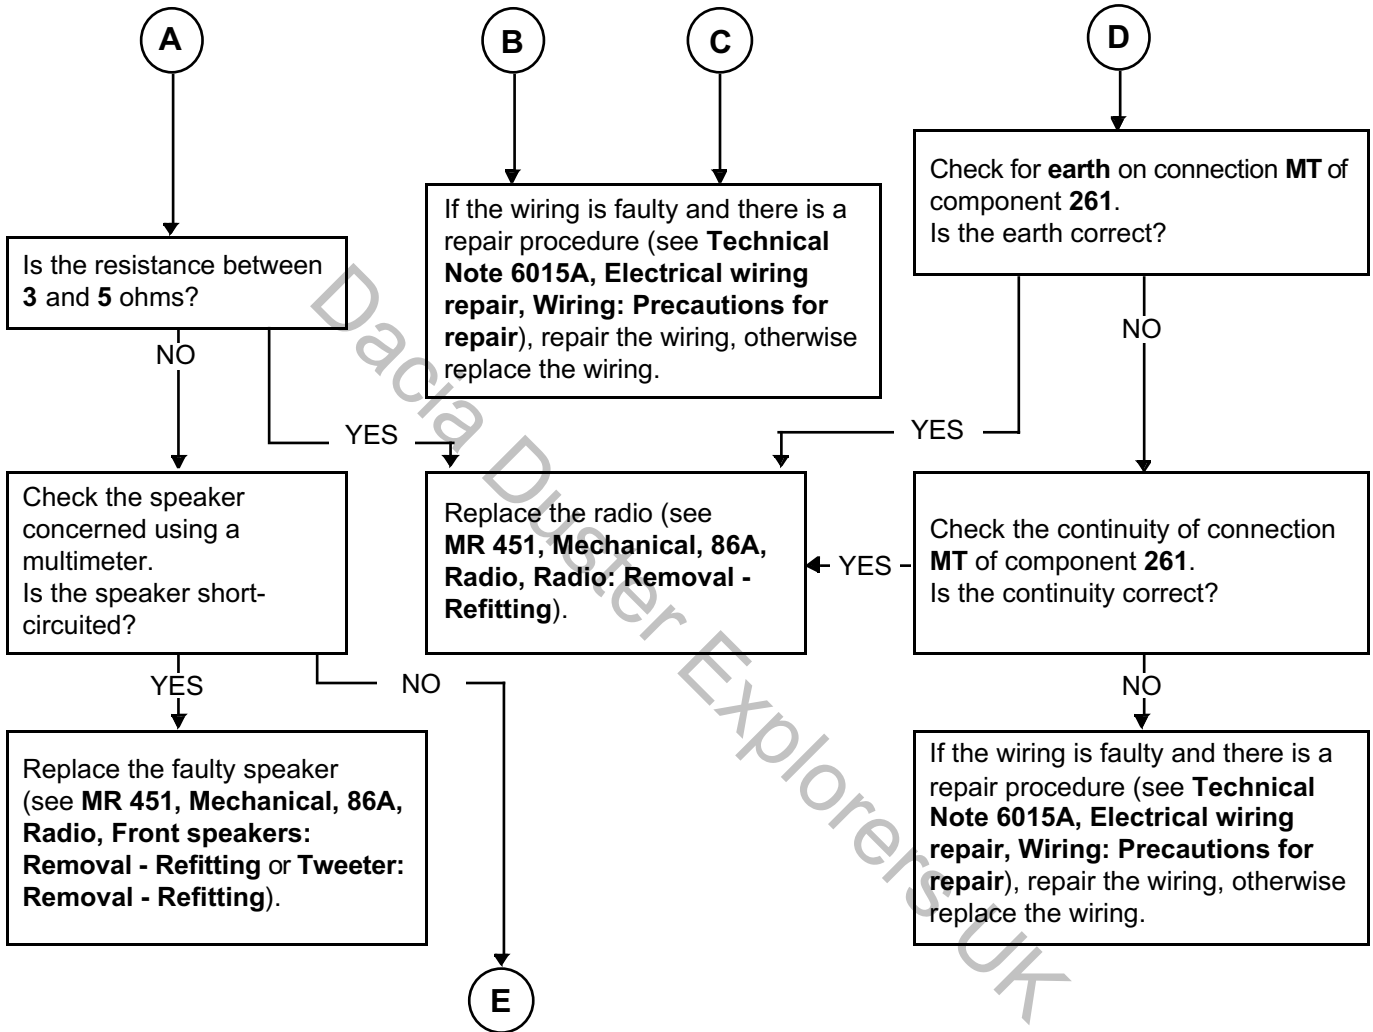 A
B
C
D
Is the resistance between
3 and 5 ohms?
If the wiring is faulty and there is a
repair procedure (see Technical
Note 6015A, Electrical wiring
repair, Wiring: Precautions for
repair), repair the wiring, otherwise
replace the wiring.
Check for earth on connection MT of
component 261.
Is the earth correct?
NO
YES
YES
NO
Check the speaker
concerned using a
multimeter.
Is the speaker short-
circuited?
Replace the radio (see
MR 451, Mechanical, 86A,
Radio, Radio: Removal -
Refitting).
YES
Check the continuity of connection
MT of component 261.
Is the continuity correct?
YES
NO
NO
Replace the faulty speaker
(see MR 451, Mechanical, 86A,
Radio, Front speakers:
Removal - Refitting or Tweeter:
Removal - Refitting).
If the wiring is faulty and there is a
repair procedure (see Technical
Note 6015A, Electrical wiring
repair, Wiring: Precautions for
repair), repair the wiring, otherwise
replace the wiring.
E
Dacia Duster Explorers UK